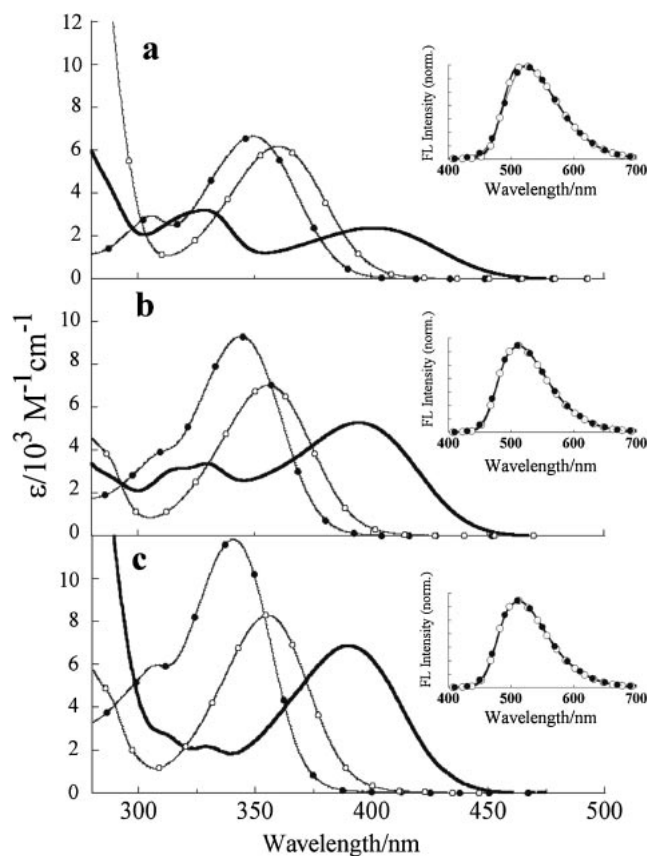 a
12
10
8
6
4
2
0
FL Intensity (norm.)
400 500 600 700
Wavelength/nm
b
10
8
6
4
2
0
FL Intensity (norm.)
400 500 600 700
Wavelength/nm
c
10
8
6
4
2
0
FL Intensity (norm.)
400 500 600 700
Wavelength/nm
ε/10³ M⁻¹cm⁻¹
300 350 400 450 500
Wavelength/nm